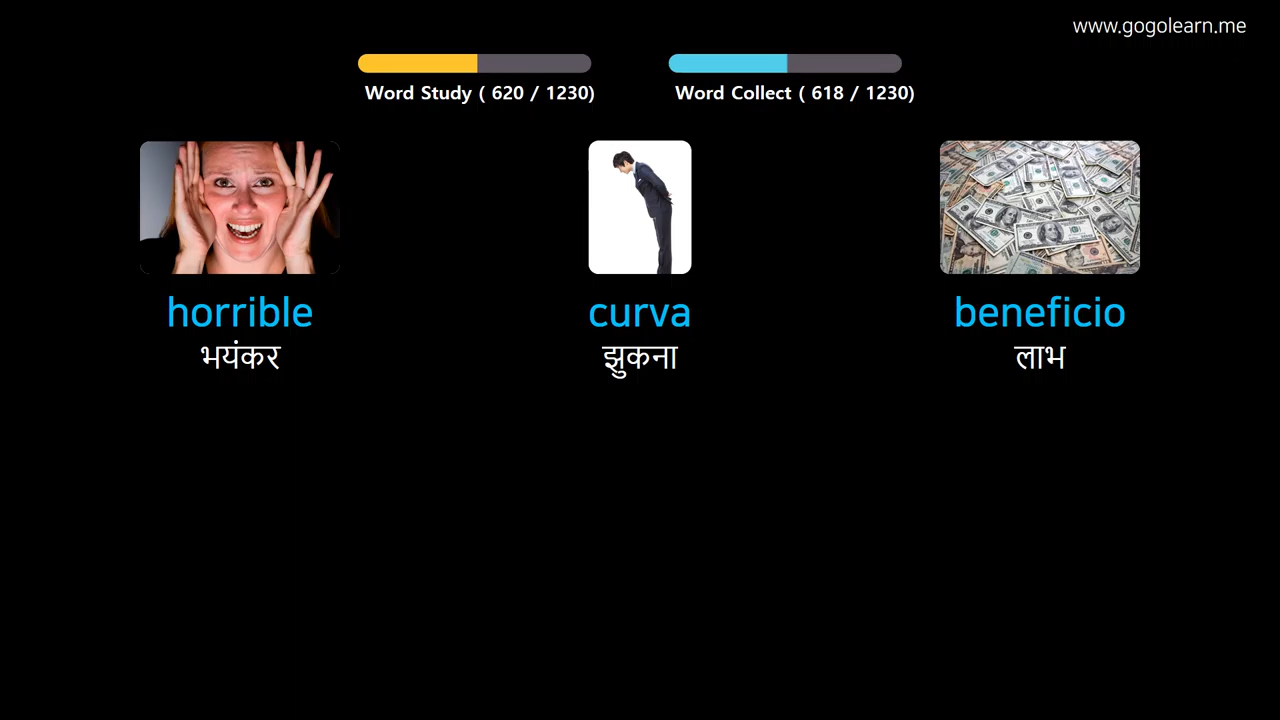 www.gogolearn.me
Word Study ( 620 / 1230)
Word Collect ( 618 / 1230)
horrible
भयंकर
curva
झुकना
beneficio
लाभ